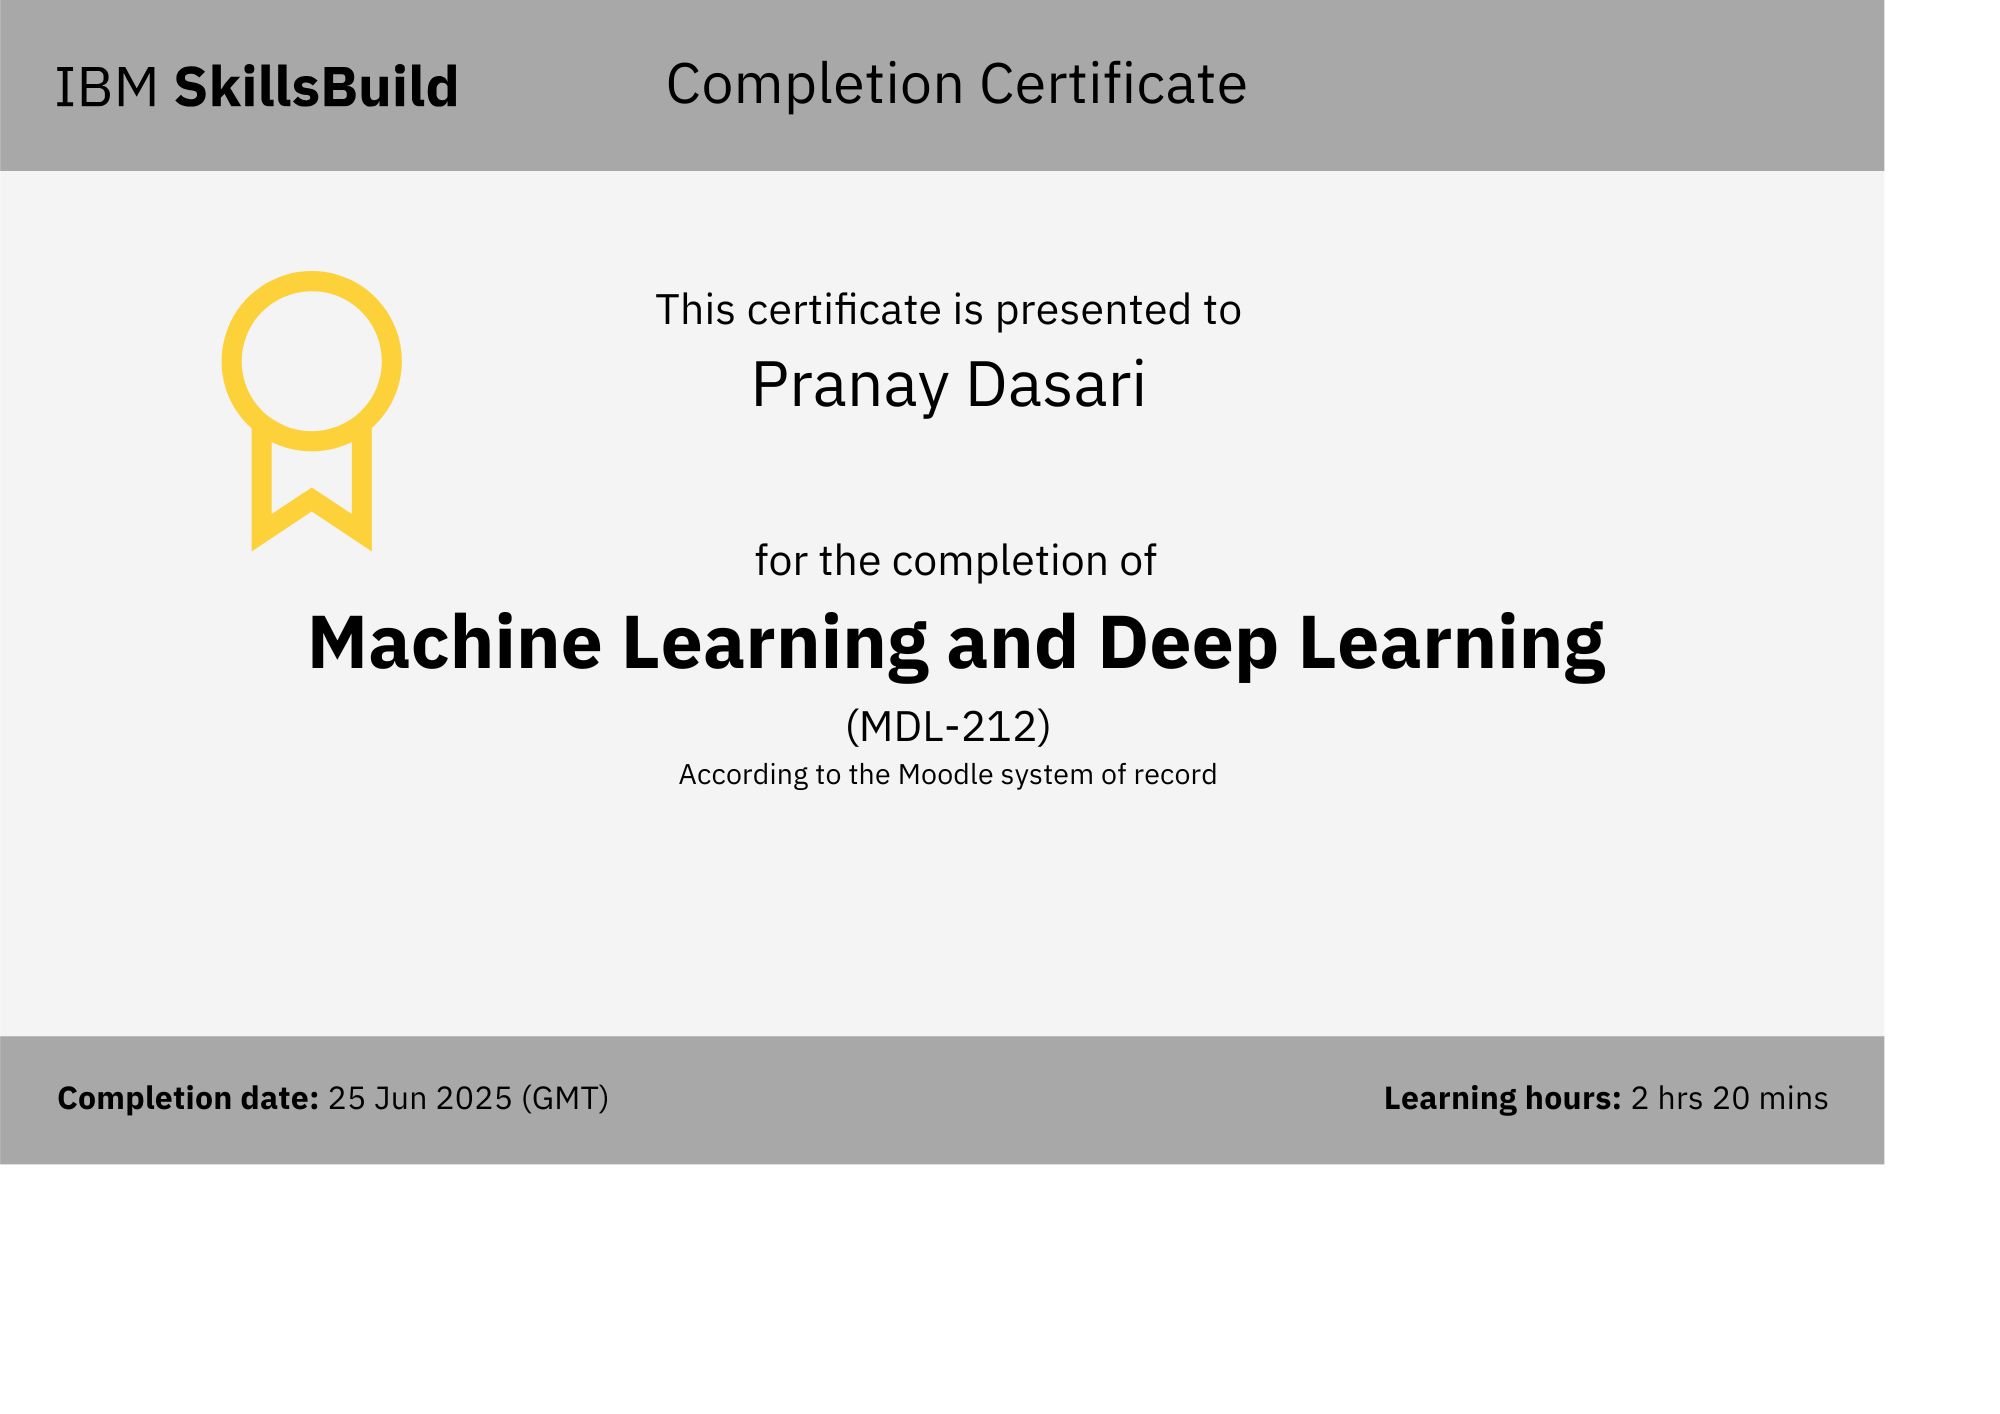 IBM SkillsBuild
Completion Certificate
This certificate is presented to
Pranay Dasari
for the completion of
Machine Learning and Deep Learning
(MDL-212)
According to the Moodle system of record
Completion date: 25 Jun 2025 (GMT)
Learning hours: 2 hrs 20 mins